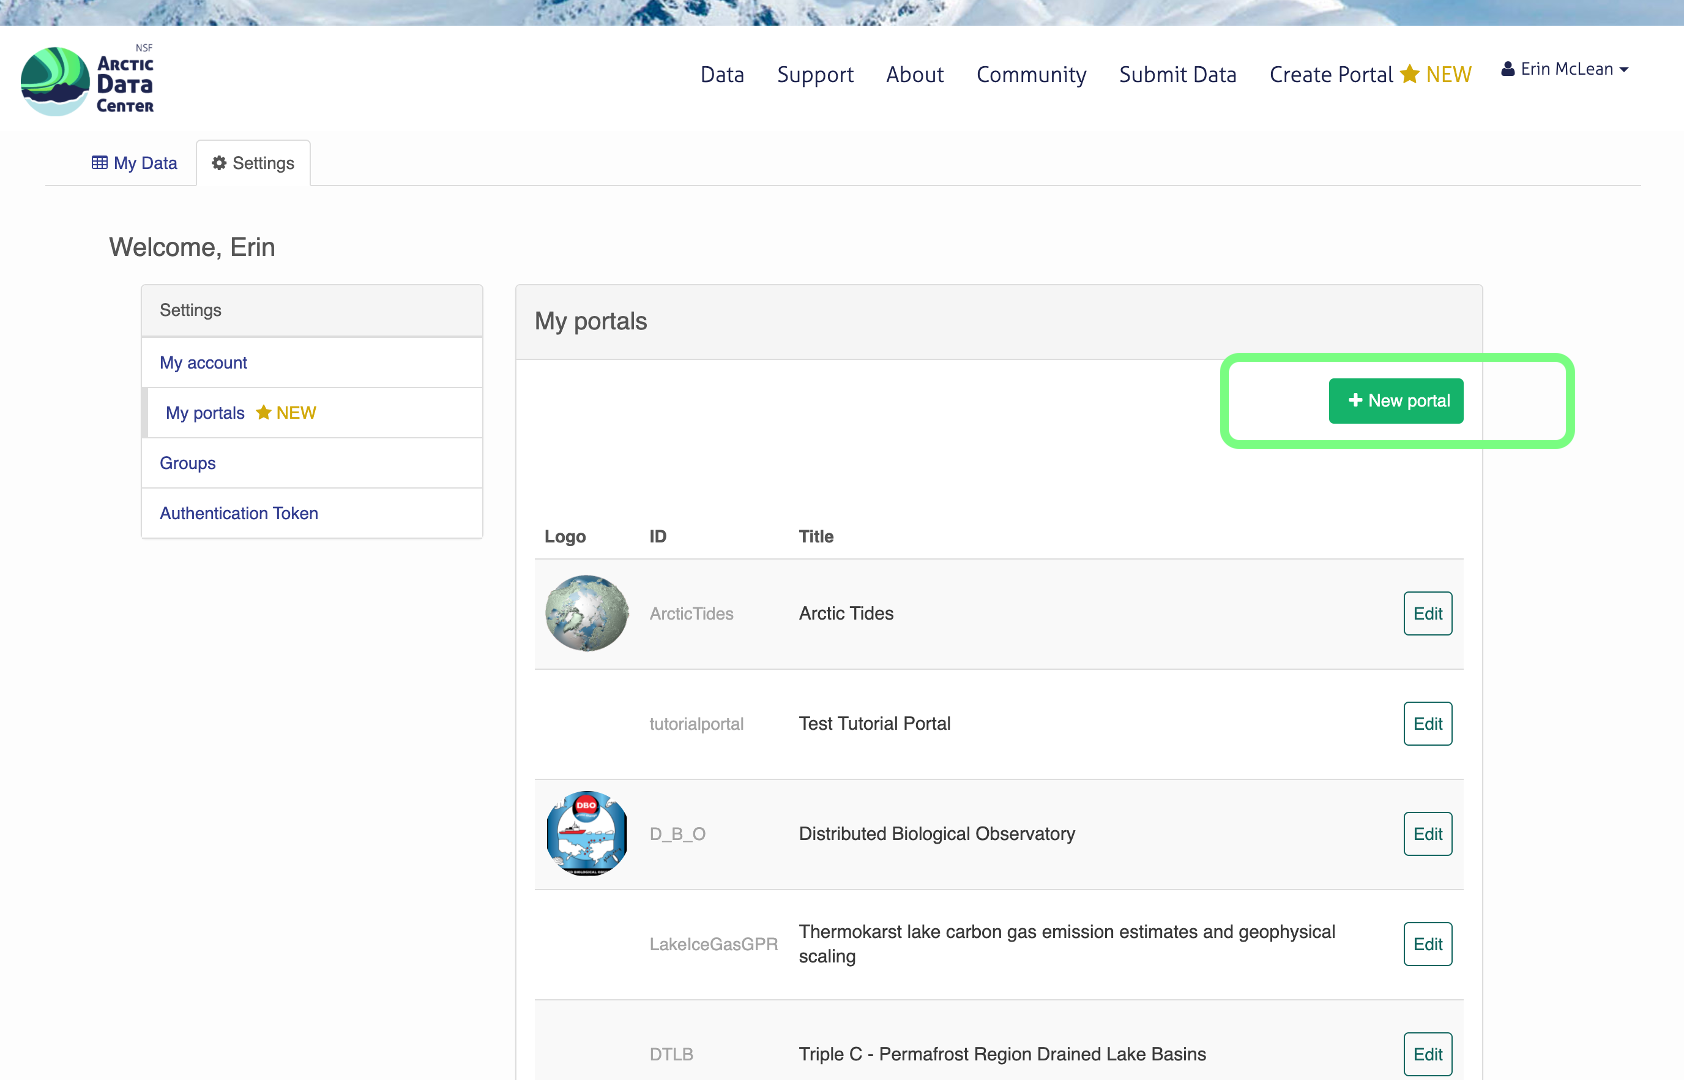 NSF
Arctic
Data
Center
Data
Support
About
Community
Submit Data
Create Portal NEW
Erin McLean
My Data
Settings
Welcome, Erin
Settings
My account
My portals NEW
Groups
Authentication Token
My portals
New portal
Logo ID Title
ArcticTides Arctic Tides Edit
tutorialportal Test Tutorial Portal Edit
DBO
D_B_O Distributed Biological Observatory Edit
LakeIceGasGPR Thermokarst lake carbon gas emission estimates and geophysical
scaling Edit
DTLB Triple C - Permafrost Region Drained Lake Basins Edit